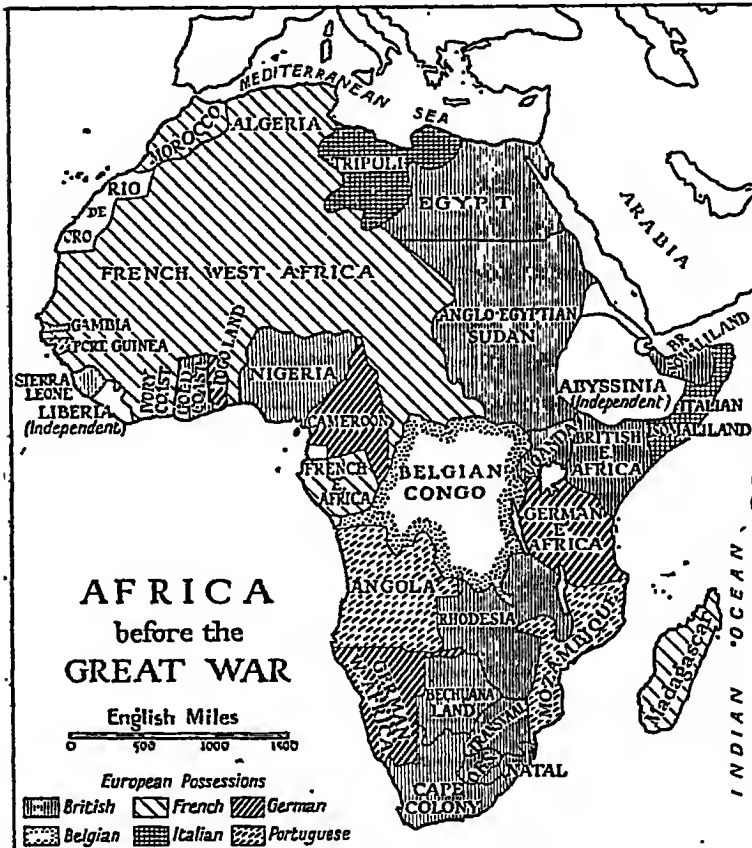 MEDITERRANEAN
SEA
MOROCCO
ALGERIA
TRIPULI
EGYPT
ARABIA
RIO
DE
ORO
FRENCH WEST AFRICA
ANGLO-EGYPTIAN
SUDAN
GAMBIA
PORT GUINEA
SIERRA
LEONE
LIBERIA
(Independent)
IVORY
COAST
GOLD
COAST
TOGOLAND
NIGERIA
CAMEROON
BR
SOMALILAND
ABYSSINIA
(Independent)
ITALIAN
SOMALILAND
UGANDA
BRITISH
E.
AFRICA
FRENCH
E.
AFRICA
BELGIAN
CONGO
GERMAN
E.
AFRICA
ANGOLA
RHODESIA
MOZAMBIQUE
Madagascar
INDIAN OCEAN
GERMAN
S.W. AFRICA
BECHUANA
LAND
TRANSVAAL
NATAL
CAPE
COLONY
AFRICA
before the
GREAT WAR
English Miles
0 500 1000 1500
European Possessions
British French German
Belgian Italian Portuguese